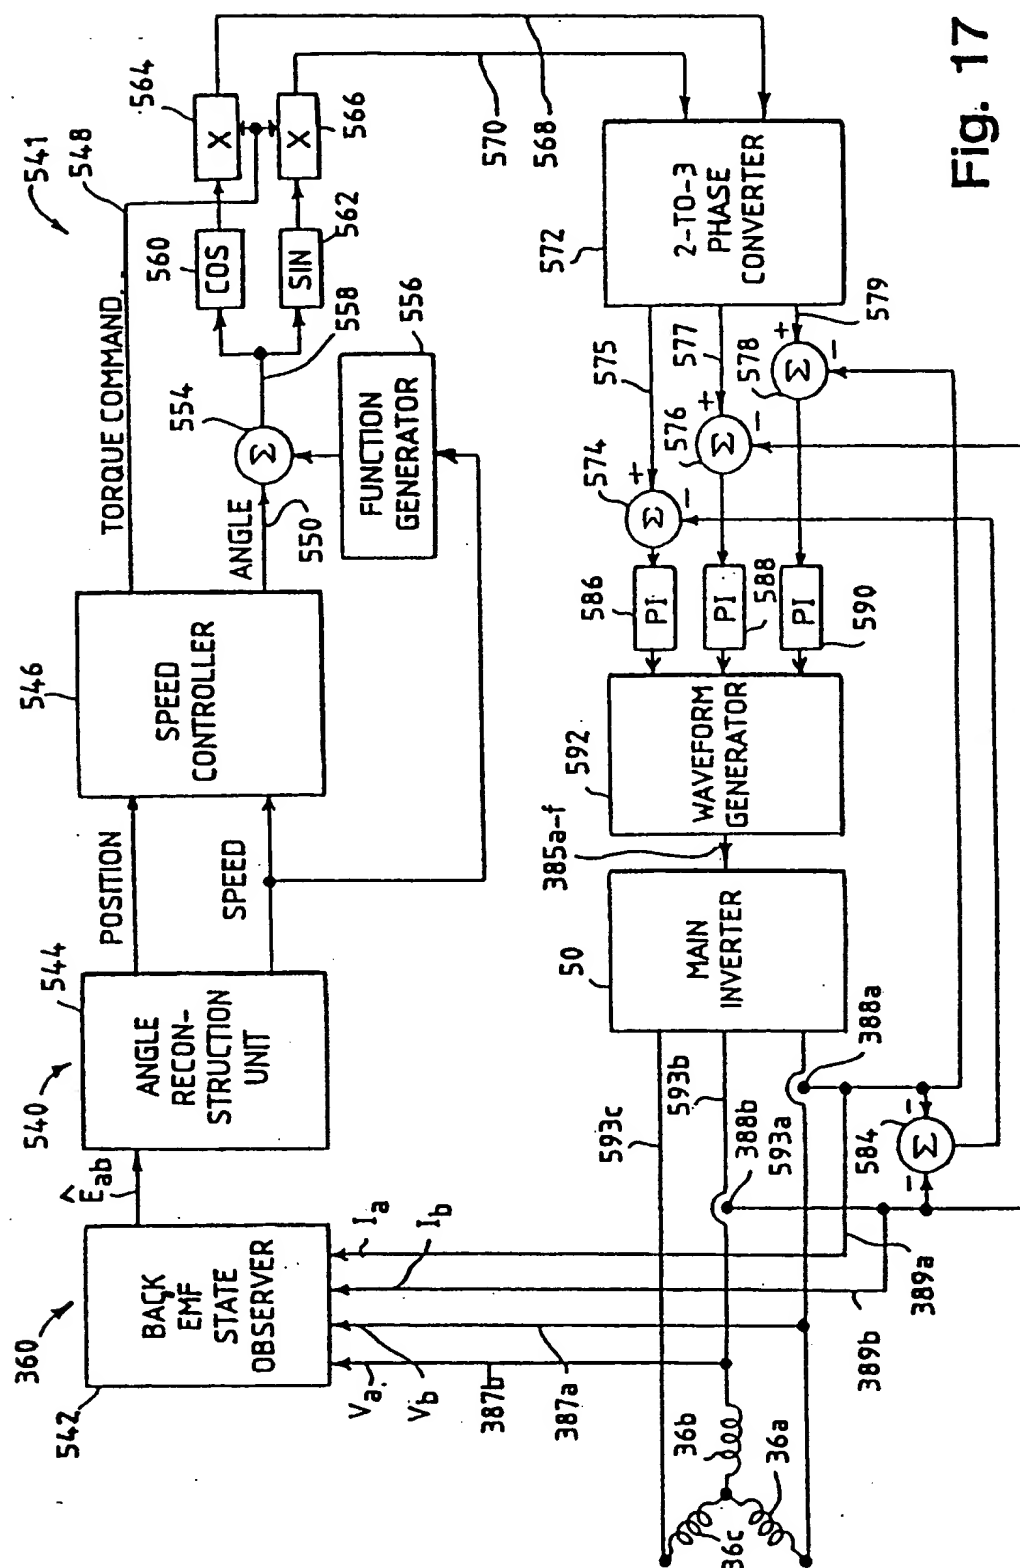 360
542
BACK
EMF
STATE
OBSERVER
Êab
540
544
ANGLE
RECON-
STRUCTION
UNIT
POSITION
SPEED
546
SPEED
CONTROLLER
TORQUE COMMAND
548
541
ANGLE
550
554
Σ
558
FUNCTION
GENERATOR
556
560
COS
SIN
562
564
X
X
566
570
568
Va
Vb
387b
387a
Ia
Ib
389b
389a
36b
36a
36c
593c
593b
388b
593a
388a
584
Σ
−
−
50
MAIN
INVERTER
385a-f
592
WAVEFORM
GENERATOR
586
PI
PI
588
PI
590
574
Σ
+
−
576
Σ
+
−
578
Σ
+
−
575
577
579
572
2-TO-3
PHASE
CONVERTER
Fig. 17